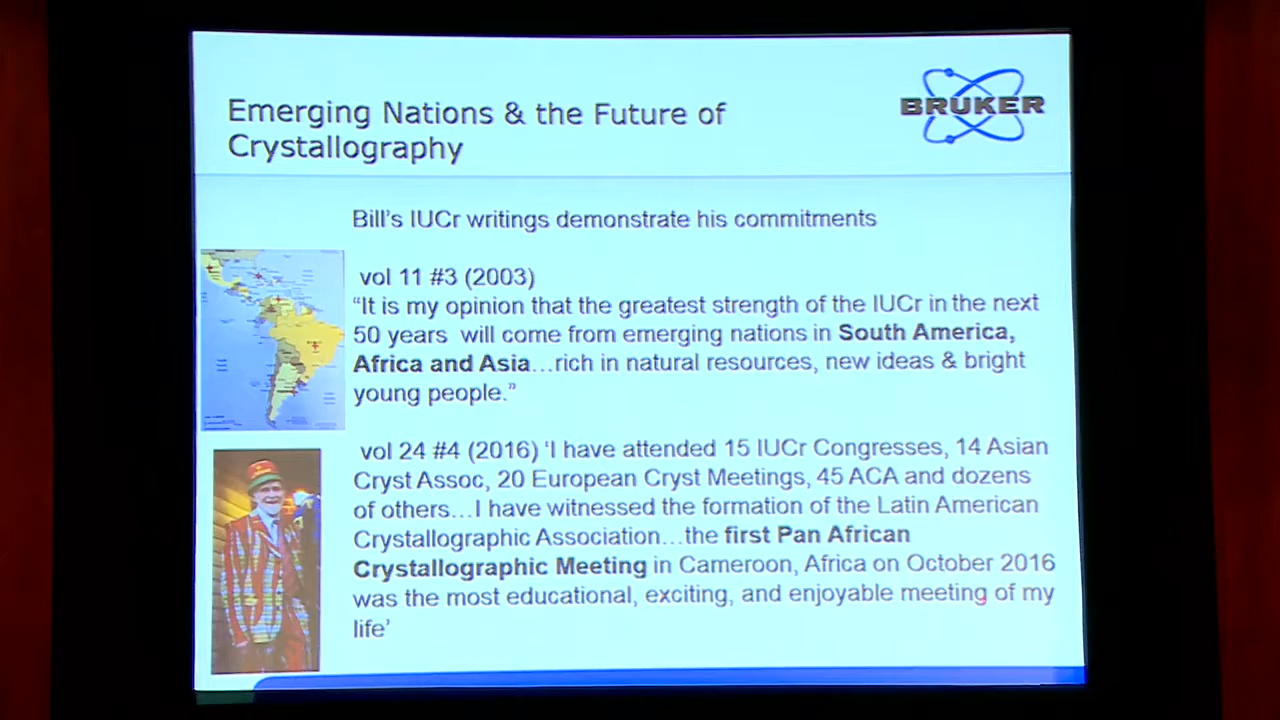 Emerging Nations & the Future of
Crystallography
BRUKER
Bill's IUCr writings demonstrate his commitments
vol 11 #3 (2003)
“It is my opinion that the greatest strength of the IUCr in the next
50 years will come from emerging nations in South America,
Africa and Asia…rich in natural resources, new ideas & bright
young people.”
vol 24 #4 (2016) ‘I have attended 15 IUCr Congresses, 14 Asian
Cryst Assoc, 20 European Cryst Meetings, 45 ACA and dozens
of others…I have witnessed the formation of the Latin American
Crystallographic Association…the first Pan African
Crystallographic Meeting in Cameroon, Africa on October 2016
was the most educational, exciting, and enjoyable meeting of my
life’